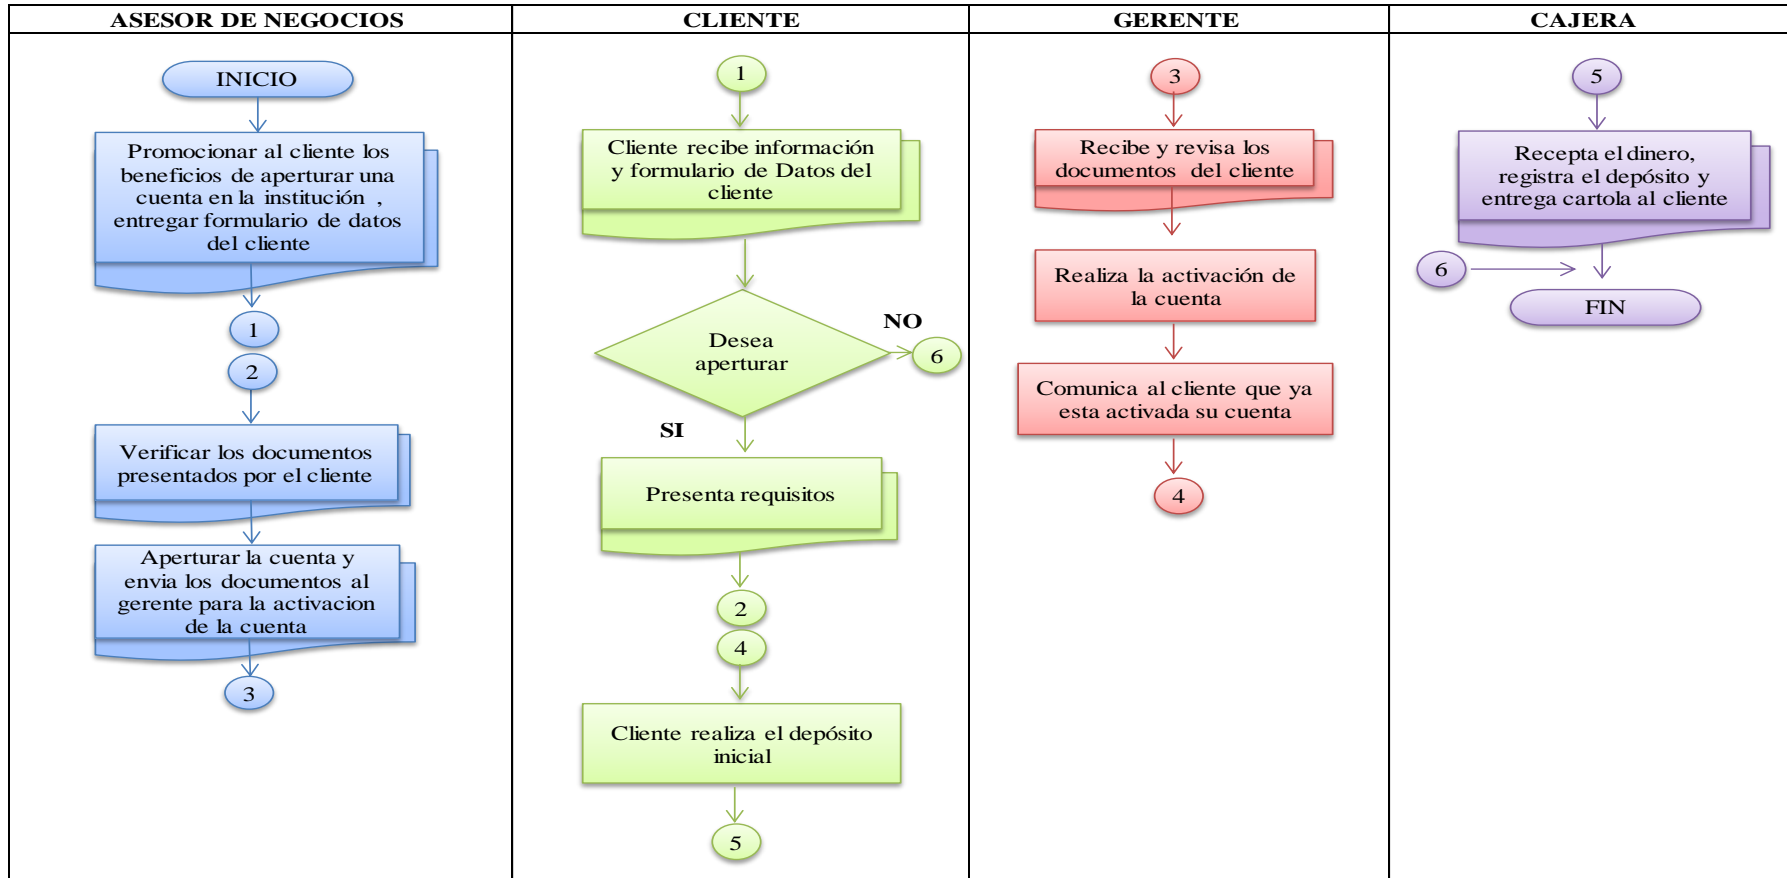 ASESOR DE NEGOCIOS
INICIO
Promocionar al cliente los
beneficios de aperturar una
cuenta en la institución ,
entregar formulario de datos
del cliente
1
2
Verificar los documentos
presentados por el cliente
Aperturar la cuenta y
envia los documentos al
gerente para la activacion
de la cuenta
3
CLIENTE
1
Cliente recibe información
y formulario de Datos del
cliente
Desea
aperturar
NO
6
SI
Presenta requisitos
2
4
Cliente realiza el depósito
inicial
5
GERENTE
3
Recibe y revisa los
documentos del cliente
Realiza la activación de
la cuenta
Comunica al cliente que ya
esta activada su cuenta
4
CAJERA
5
Recepta el dinero,
registra el depósito y
entrega cartola al cliente
6
FIN